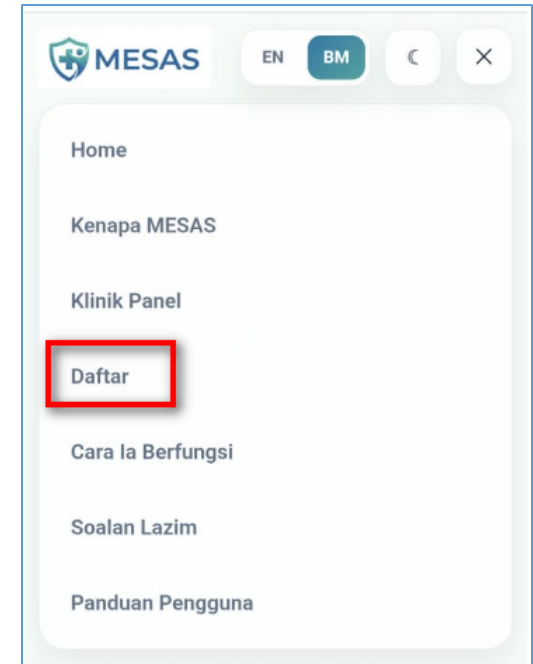 MESAS
EN BM
Home
Kenapa MESAS
Klinik Panel
Daftar
Cara Ia Berfungsi
Soalan Lazim
Panduan Pengguna